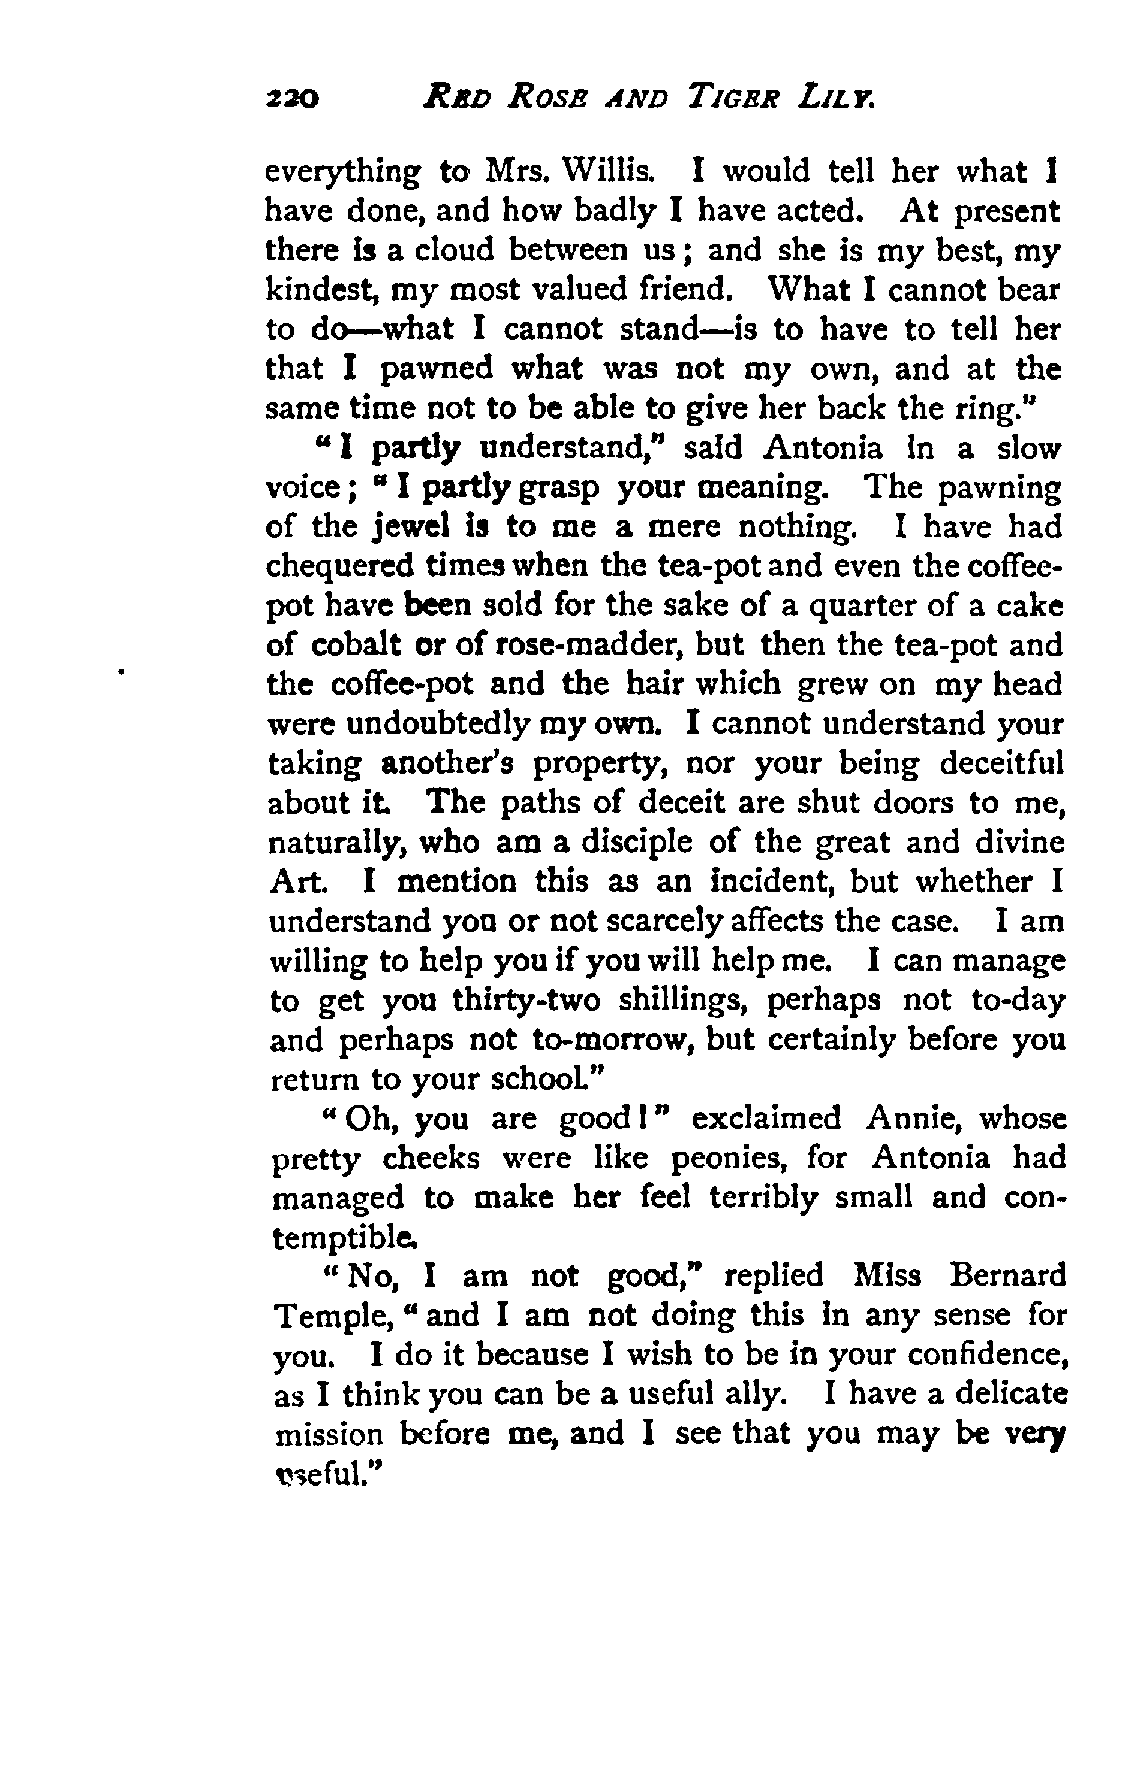 220 RED ROSE AND TIGER LILY.
everything to Mrs. Willis. I would tell her what I
have done, and how badly I have acted. At present
there is a cloud between us; and she is my best, my
kindest, my most valued friend. What I cannot bear
to do—what I cannot stand—is to have to tell her
that I pawned what was not my own, and at the
same time not to be able to give her back the ring."
"I partly understand," said Antonia in a slow
voice; "I partly grasp your meaning. The pawning
of the jewel is to me a mere nothing. I have had
chequered times when the tea-pot and even the coffee-
pot have been sold for the sake of a quarter of a cake
of cobalt or of rose-madder, but then the tea-pot and
the coffee-pot and the hair which grew on my head
were undoubtedly my own. I cannot understand your
taking another's property, nor your being deceitful
about it. The paths of deceit are shut doors to me,
naturally, who am a disciple of the great and divine
Art. I mention this as an incident, but whether I
understand you or not scarcely affects the case. I am
willing to help you if you will help me. I can manage
to get you thirty-two shillings, perhaps not to-day
and perhaps not to-morrow, but certainly before you
return to your school."
"Oh, you are good!" exclaimed Annie, whose
pretty cheeks were like peonies, for Antonia had
managed to make her feel terribly small and con-
temptible.
"No, I am not good," replied Miss Bernard
Temple, "and I am not doing this in any sense for
you. I do it because I wish to be in your confidence,
as I think you can be a useful ally. I have a delicate
mission before me, and I see that you may be very
useful."